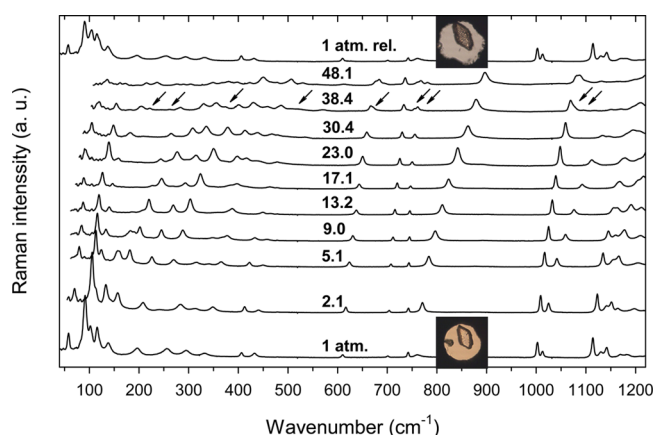 1 atm. rel.
48.1
38.4
30.4
23.0
17.1
13.2
9.0
5.1
2.1
1 atm.
Raman intenssity (a. u.)
100 200 300 400 500 600 700 800 900 1000 1100 1200
Wavenumber (cm⁻¹)